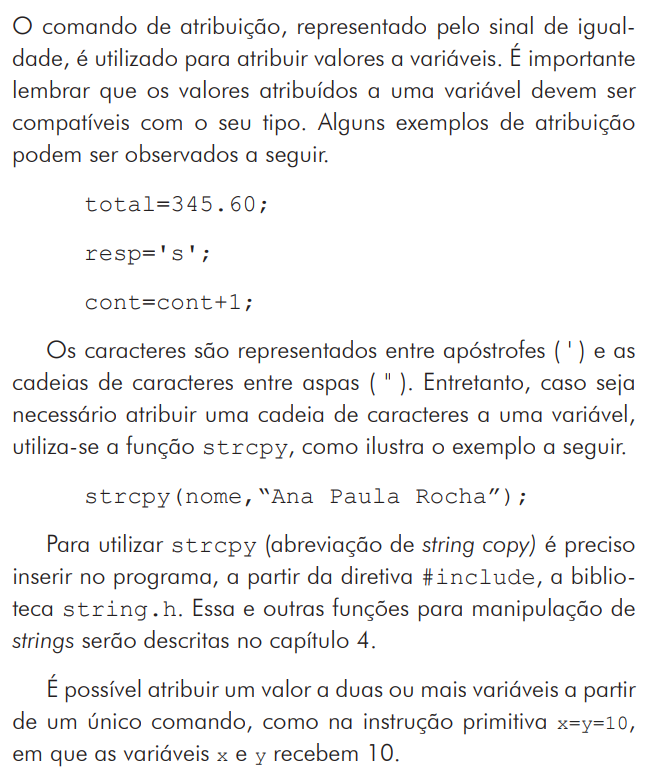 O comando de atribuição, representado pelo sinal de igual-
dade, é utilizado para atribuir valores a variáveis. É importante
lembrar que os valores atribuídos a uma variável devem ser
compatíveis com o seu tipo. Alguns exemplos de atribuição
podem ser observados a seguir.
total=345.60;
resp='s';
cont=cont+1;
Os caracteres são representados entre apóstrofes (') e as
cadeias de caracteres entre aspas ("). Entretanto, caso seja
necessário atribuir uma cadeia de caracteres a uma variável,
utiliza-se a função strcpy, como ilustra o exemplo a seguir.
strcpy(nome,“Ana Paula Rocha”);
Para utilizar strcpy (abreviação de string copy) é preciso
inserir no programa, a partir da diretiva #include, a biblio-
teca string.h. Essa e outras funções para manipulação de
strings serão descritas no capítulo 4.
É possível atribuir um valor a duas ou mais variáveis a partir
de um único comando, como na instrução primitiva x=y=10,
em que as variáveis x e y recebem 10.